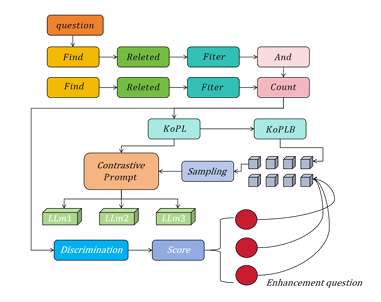 question
Find
Releted
Fiter
And
Find
Releted
Fiter
Count
KoPL
KoPLB
Contrastive
Prompt
Sampling
LLm1
LLm2
LLm3
Discrimination
Score
Enhancement question